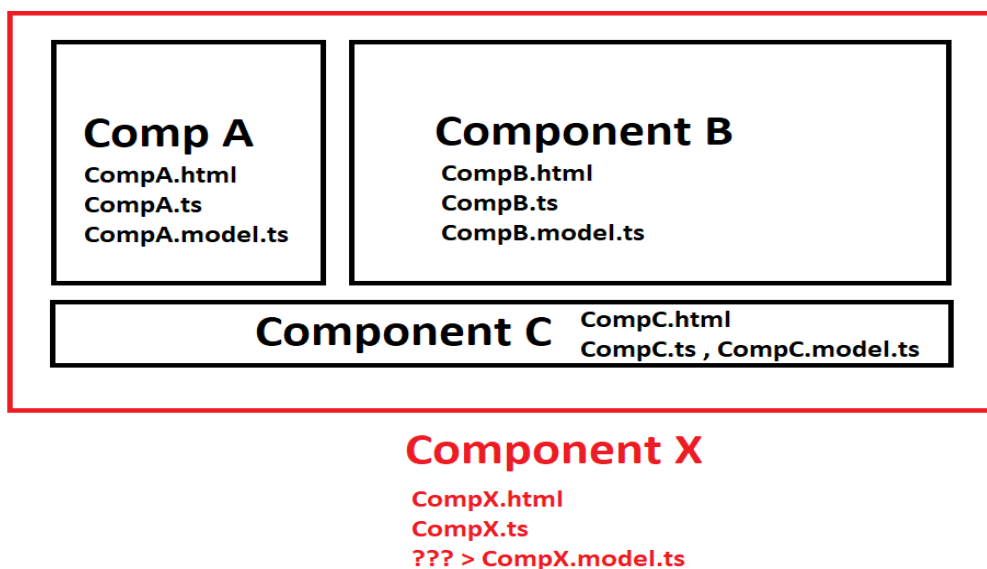 Comp A
CompA.html
CompA.ts
CompA.model.ts
Component B
CompB.html
CompB.ts
CompB.model.ts
Component C
CompC.html
CompC.ts , CompC.model.ts
Component X
CompX.html
CompX.ts
??? > CompX.model.ts